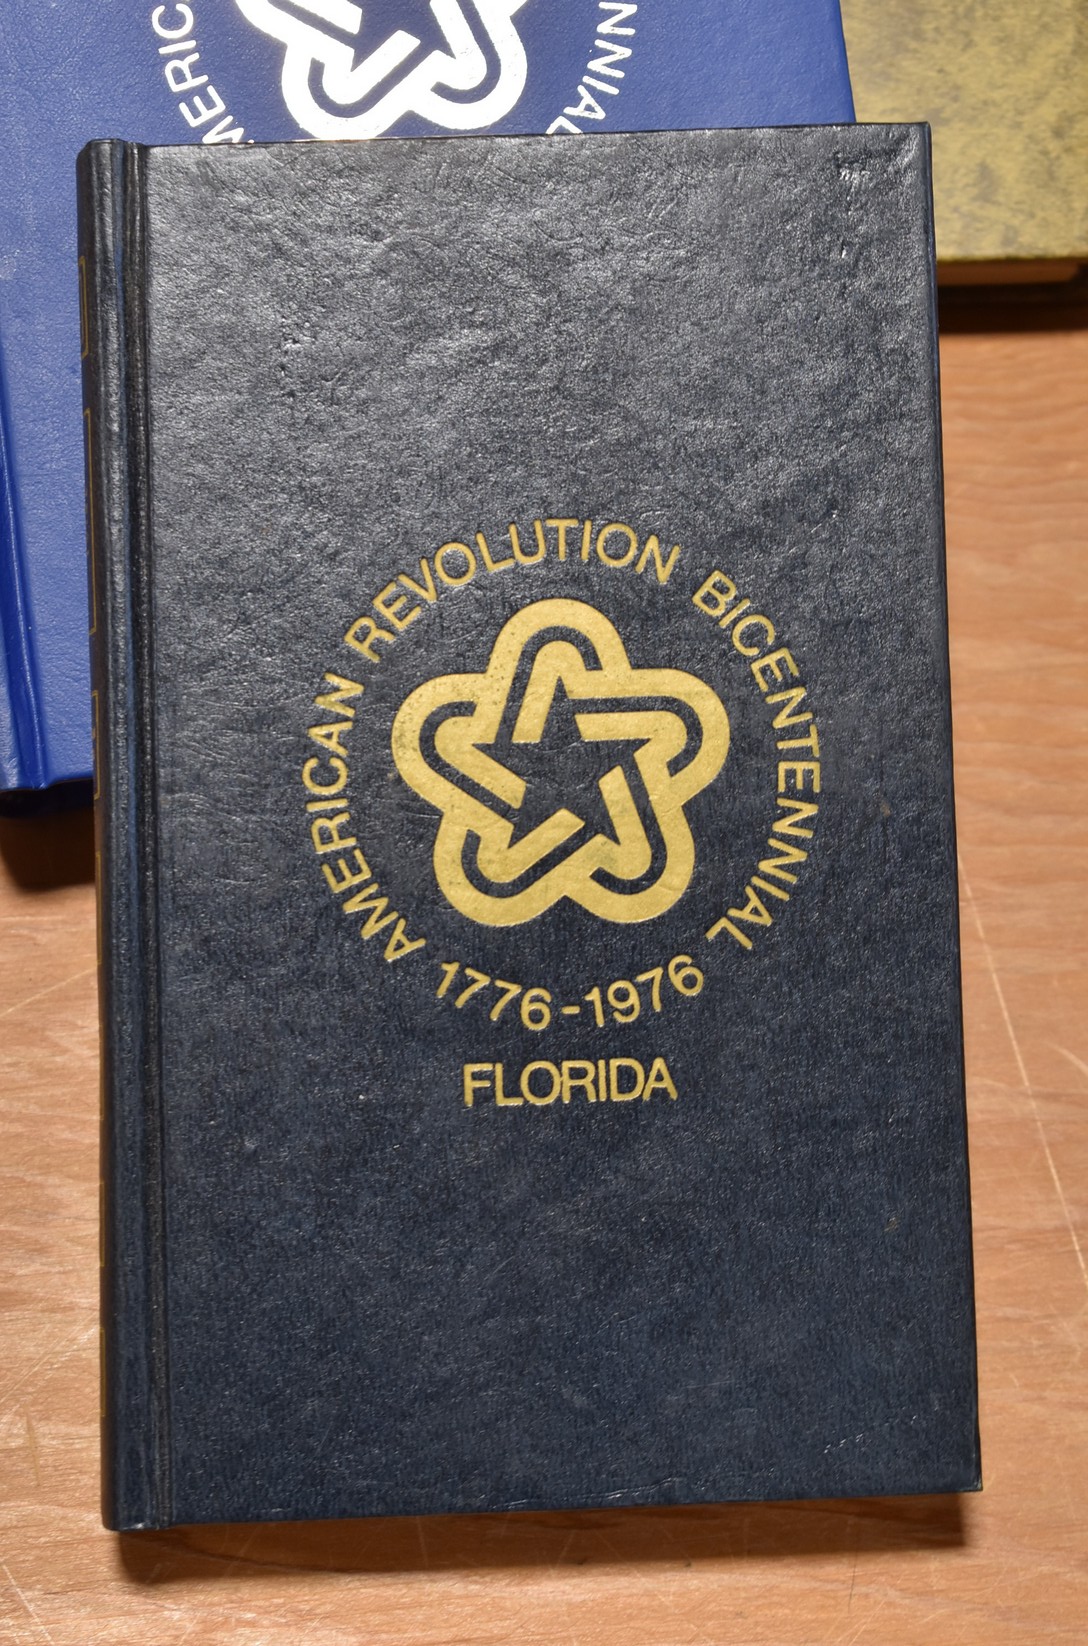 AMERICAN REVOLUTION BICENTENNIAL
1776-1976
FLORIDA